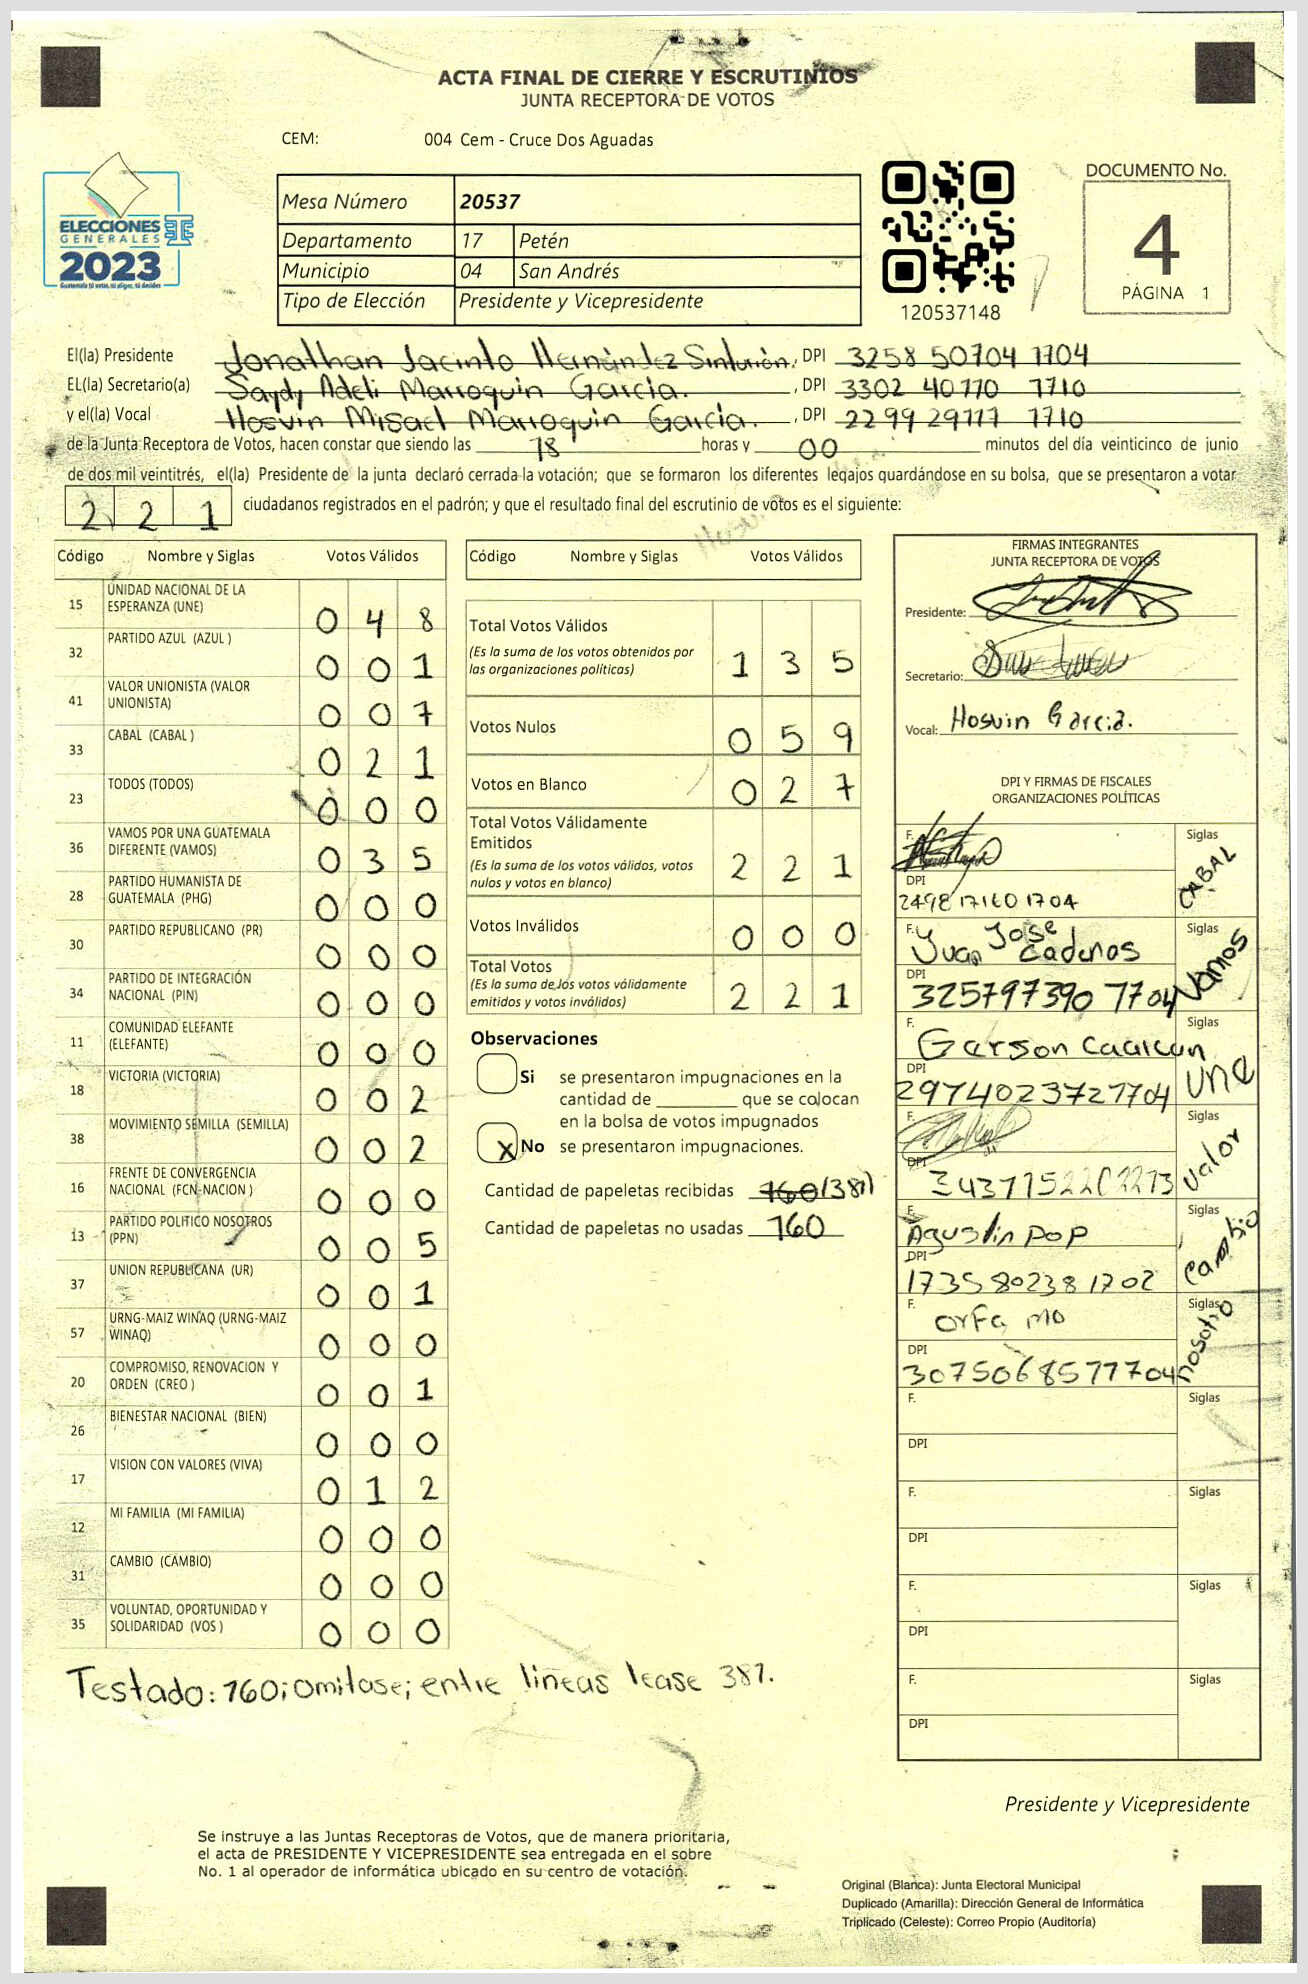 ACTA FINAL DE CIERRE Y ESCRUTINIOS
JUNTA RECEPTORA DE VOTOS
CEM: 004 Cem - Cruce Dos Aguadas
ELECCIONES
GENERALES
2023
Guatemala tú votas, tú eliges, tú decides
Mesa Número 20537
Departamento 17 Petén
Municipio 04 San Andrés
Tipo de Elección Presidente y Vicepresidente
120537148
DOCUMENTO No.
4
PÁGINA 1
El(la) Presidente Jonathan Jacinto Hernández , DPI 3258 50704 1704
EL(la) Secretario(a) Saydy Adeli Marroquin Garcia. , DPI 3302 40770 1710
y el(la) Vocal Hosvin Misael Marroquin Garcia. , DPI 2299 29777 1710
de la Junta Receptora de Votos, hacen constar que siendo las 18 horas y 00 minutos del día veinticinco de junio
de dos mil veintitrés, el(la) Presidente de la junta declaró cerrada la votación; que se formaron los diferentes legajos guardándose en su bolsa, que se presentaron a votar
221 ciudadanos registrados en el padrón; y que el resultado final del escrutinio de votos es el siguiente:
Código Nombre y Siglas Votos Válidos
15 UNIDAD NACIONAL DE LA ESPERANZA (UNE) 0 4 8
32 PARTIDO AZUL (AZUL ) 0 0 1
41 VALOR UNIONISTA (VALOR UNIONISTA) 0 0 7
33 CABAL (CABAL ) 0 2 1
23 TODOS (TODOS) 0 0 0
36 VAMOS POR UNA GUATEMALA DIFERENTE (VAMOS) 0 3 5
28 PARTIDO HUMANISTA DE GUATEMALA (PHG) 0 0 0
30 PARTIDO REPUBLICANO (PR) 0 0 0
34 PARTIDO DE INTEGRACIÓN NACIONAL (PIN) 0 0 0
11 COMUNIDAD ELEFANTE (ELEFANTE) 0 0 0
18 VICTORIA (VICTORIA) 0 0 2
38 MOVIMIENTO SEMILLA (SEMILLA) 0 0 2
16 FRENTE DE CONVERGENCIA NACIONAL (FCN-NACION ) 0 0 0
13 PARTIDO POLITICO NOSOTROS (PPN) 0 0 5
37 UNION REPUBLICANA (UR) 0 0 1
57 URNG-MAIZ WINAQ (URNG-MAIZ WINAQ) 0 0 0
20 COMPROMISO, RENOVACION Y ORDEN (CREO ) 0 0 1
26 BIENESTAR NACIONAL (BIEN) 0 0 0
17 VISION CON VALORES (VIVA) 0 1 2
12 MI FAMILIA (MI FAMILIA) 0 0 0
31 CAMBIO (CAMBIO) 0 0 0
35 VOLUNTAD, OPORTUNIDAD Y SOLIDARIDAD (VOS ) 0 0 0
Testado: 160; omitase; entre lineas lease 381.
Código Nombre y Siglas Votos Válidos
Total Votos Válidos
(Es la suma de los votos obtenidos por
las organizaciones políticas) 1 3 5
Votos Nulos 0 5 9
Votos en Blanco 0 2 7
Total Votos Válidamente
Emitidos
(Es la suma de los votos válidos, votos
nulos y votos en blanco) 2 2 1
Votos Inválidos 0 0 0
Total Votos
(Es la suma de los votos válidamente
emitidos y votos inválidos) 2 2 1
Observaciones
Si se presentaron impugnaciones en la
cantidad de ________ que se colocan
en la bolsa de votos impugnados
x No se presentaron impugnaciones.
Cantidad de papeletas recibidas 160 /381/
Cantidad de papeletas no usadas 160
FIRMAS INTEGRANTES
JUNTA RECEPTORA DE VOTOS
Presidente:
Secretario:
Vocal: Hosvin Garcia.
DPI Y FIRMAS DE FISCALES
ORGANIZACIONES POLÍTICAS
F. Siglas
DPI CABAL
2498 17160 1704
F. Juan Jose Cadenas Siglas
DPI Vamos
325797390 1704
F. Gerson Caalcun Siglas
DPI une
2974023721704
F. Siglas
DPI Valor
F. Agustin pop Siglas
DPI Cambio
1735 80238 1702
F. orfa mo Siglas
DPI nosotro
3075068571704
F. Siglas
DPI
F. Siglas
DPI
F. Siglas
DPI
F. Siglas
DPI
Presidente y Vicepresidente
Se instruye a las Juntas Receptoras de Votos, que de manera prioritaria,
el acta de PRESIDENTE Y VICEPRESIDENTE sea entregada en el sobre
No. 1 al operador de informática ubicado en su centro de votación.
Original (Blanca): Junta Electoral Municipal
Duplicado (Amarilla): Dirección General de Informática
Triplicado (Celeste): Correo Propio (Auditoría)